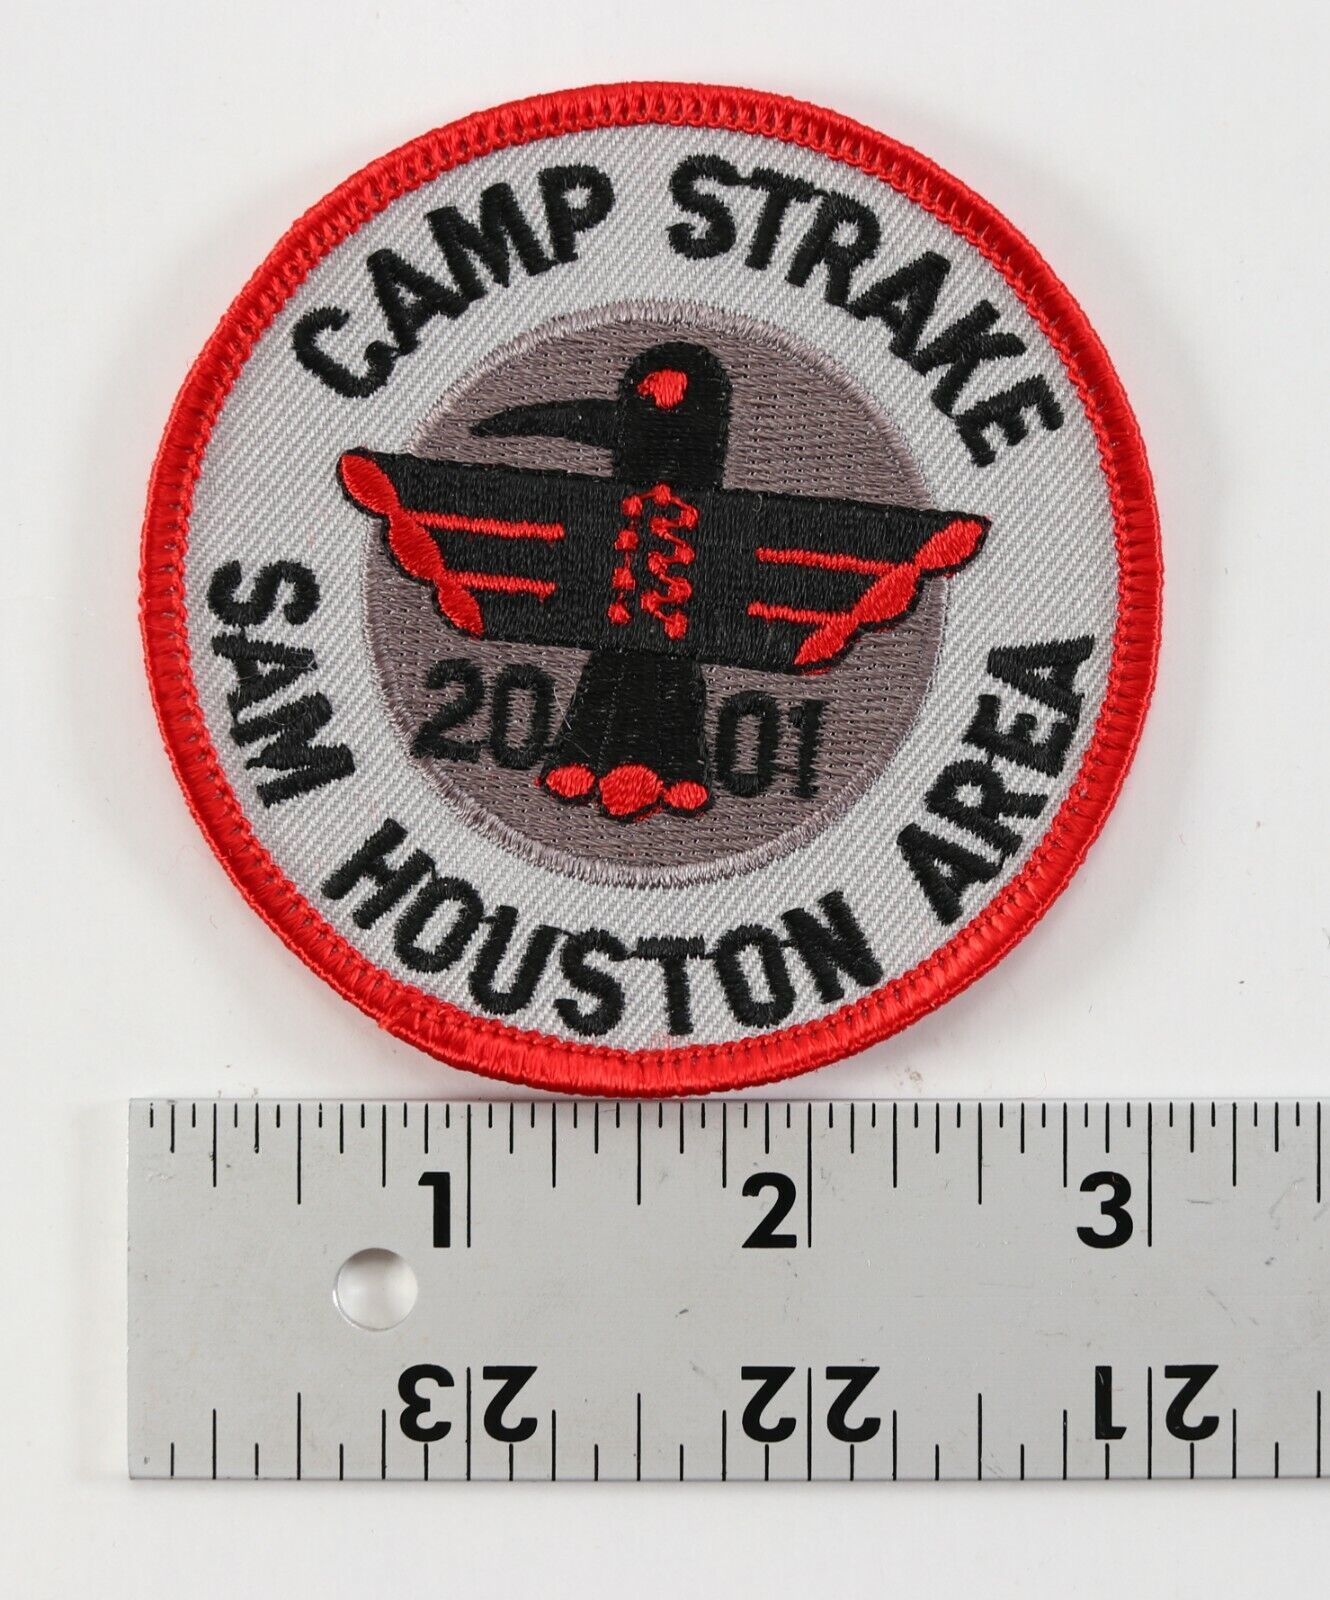 CAMP STRAKE
20 01
SAM HOUSTON AREA
1 2 3
23 22 21